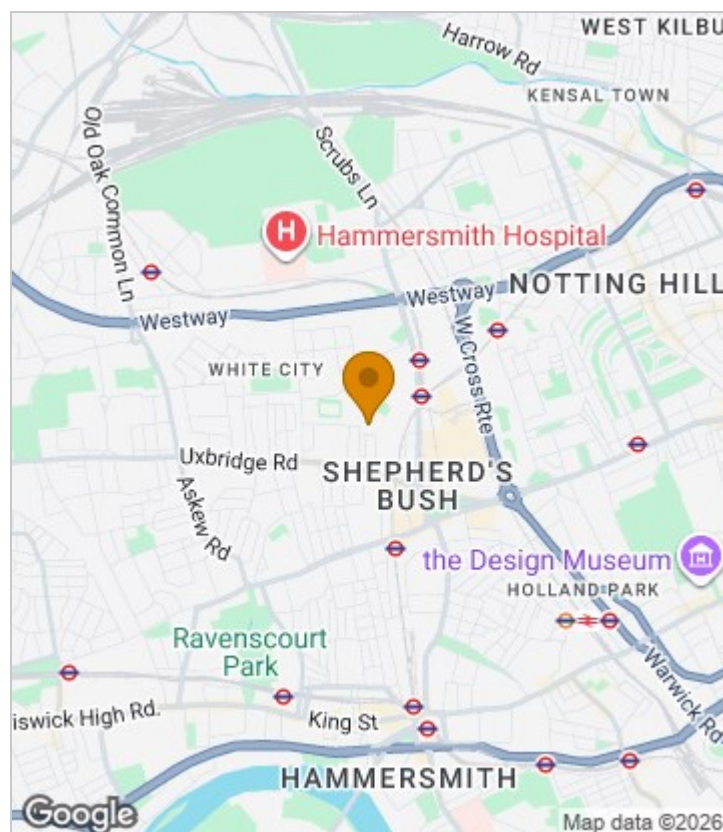 WEST KILBU
Harrow Rd
KENSAL TOWN
Old Oak Common Ln
Scrubs Ln
H
Hammersmith Hospital
NOTTING HILL
Westway
Westway
W Cross Rte
WHITE CITY
Uxbridge Rd
SHEPHERD'S
BUSH
Askew Rd
the Design Museum
HOLLAND PARK
Ravenscourt
Park
Warwick Rd
iswick High Rd.
King St
HAMMERSMITH
Google
Map data ©2026